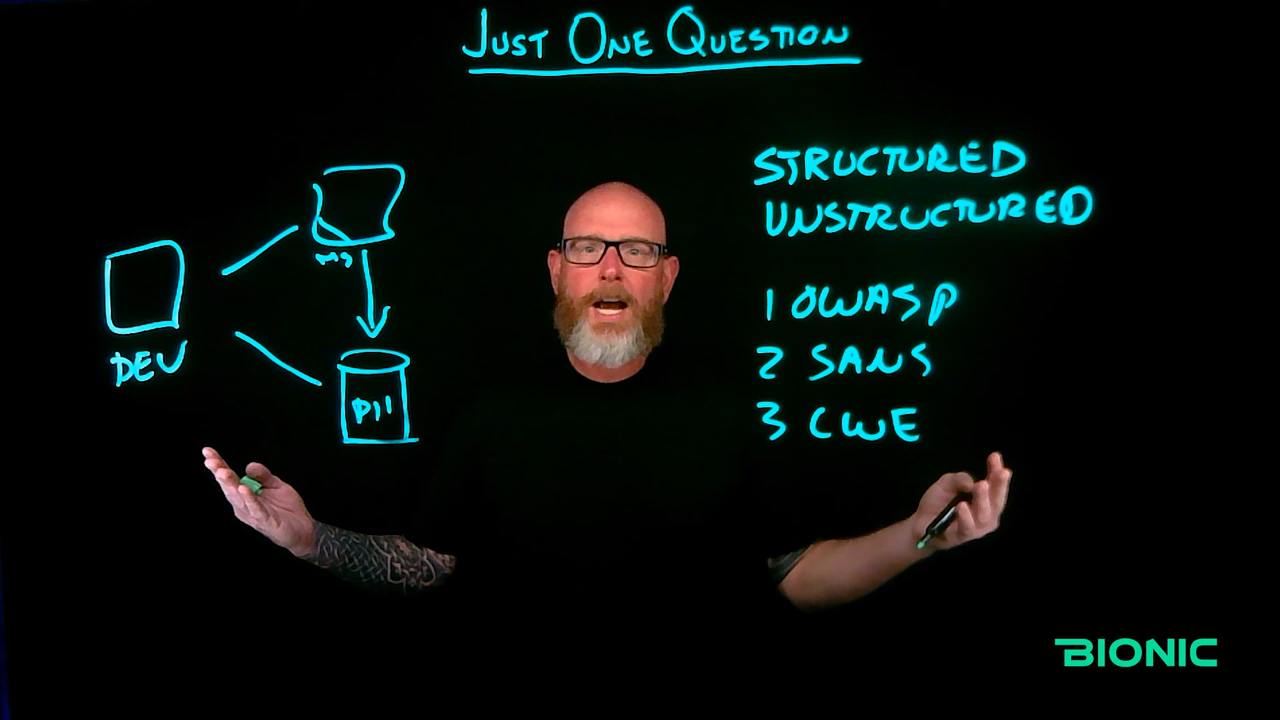 JUST ONE QUESTION
STRUCTURED
UNSTRUCTURED
1 OWASP
2 SANS
3 CWE
DEV
PII
BIONIC